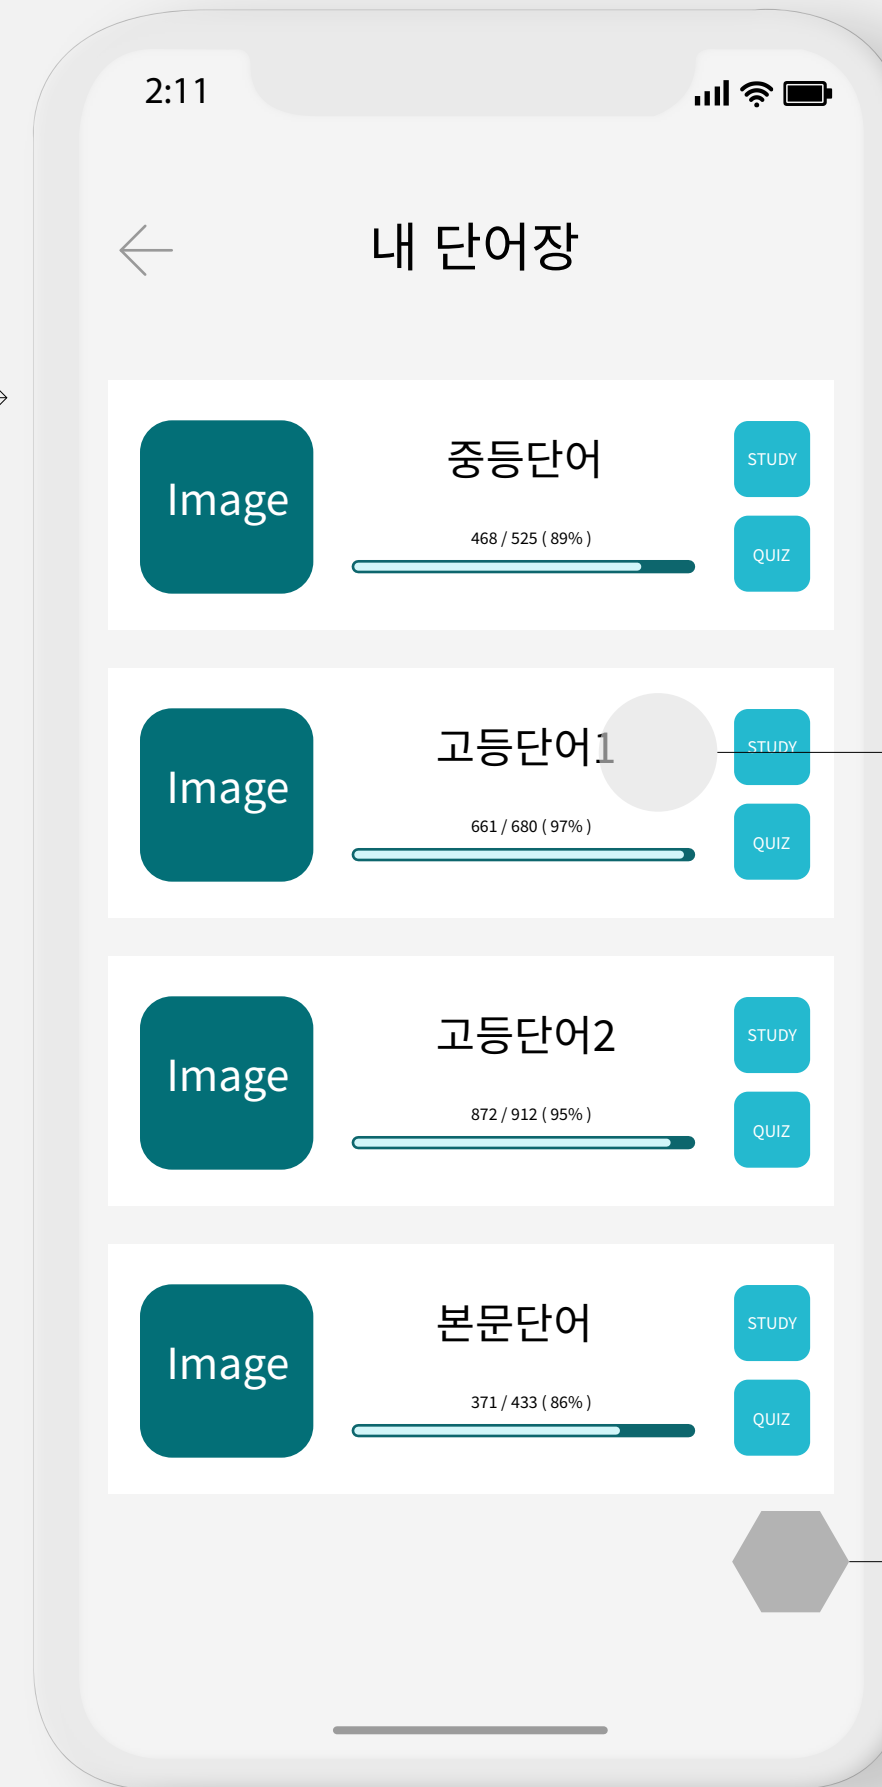 2:11
내 단어장
Image
중등단어
468 / 525 ( 89% )
STUDY
QUIZ
Image
고등단어1
661 / 680 ( 97% )
STUDY
QUIZ
Image
고등단어2
872 / 912 ( 95% )
STUDY
QUIZ
Image
본문단어
371 / 433 ( 86% )
STUDY
QUIZ